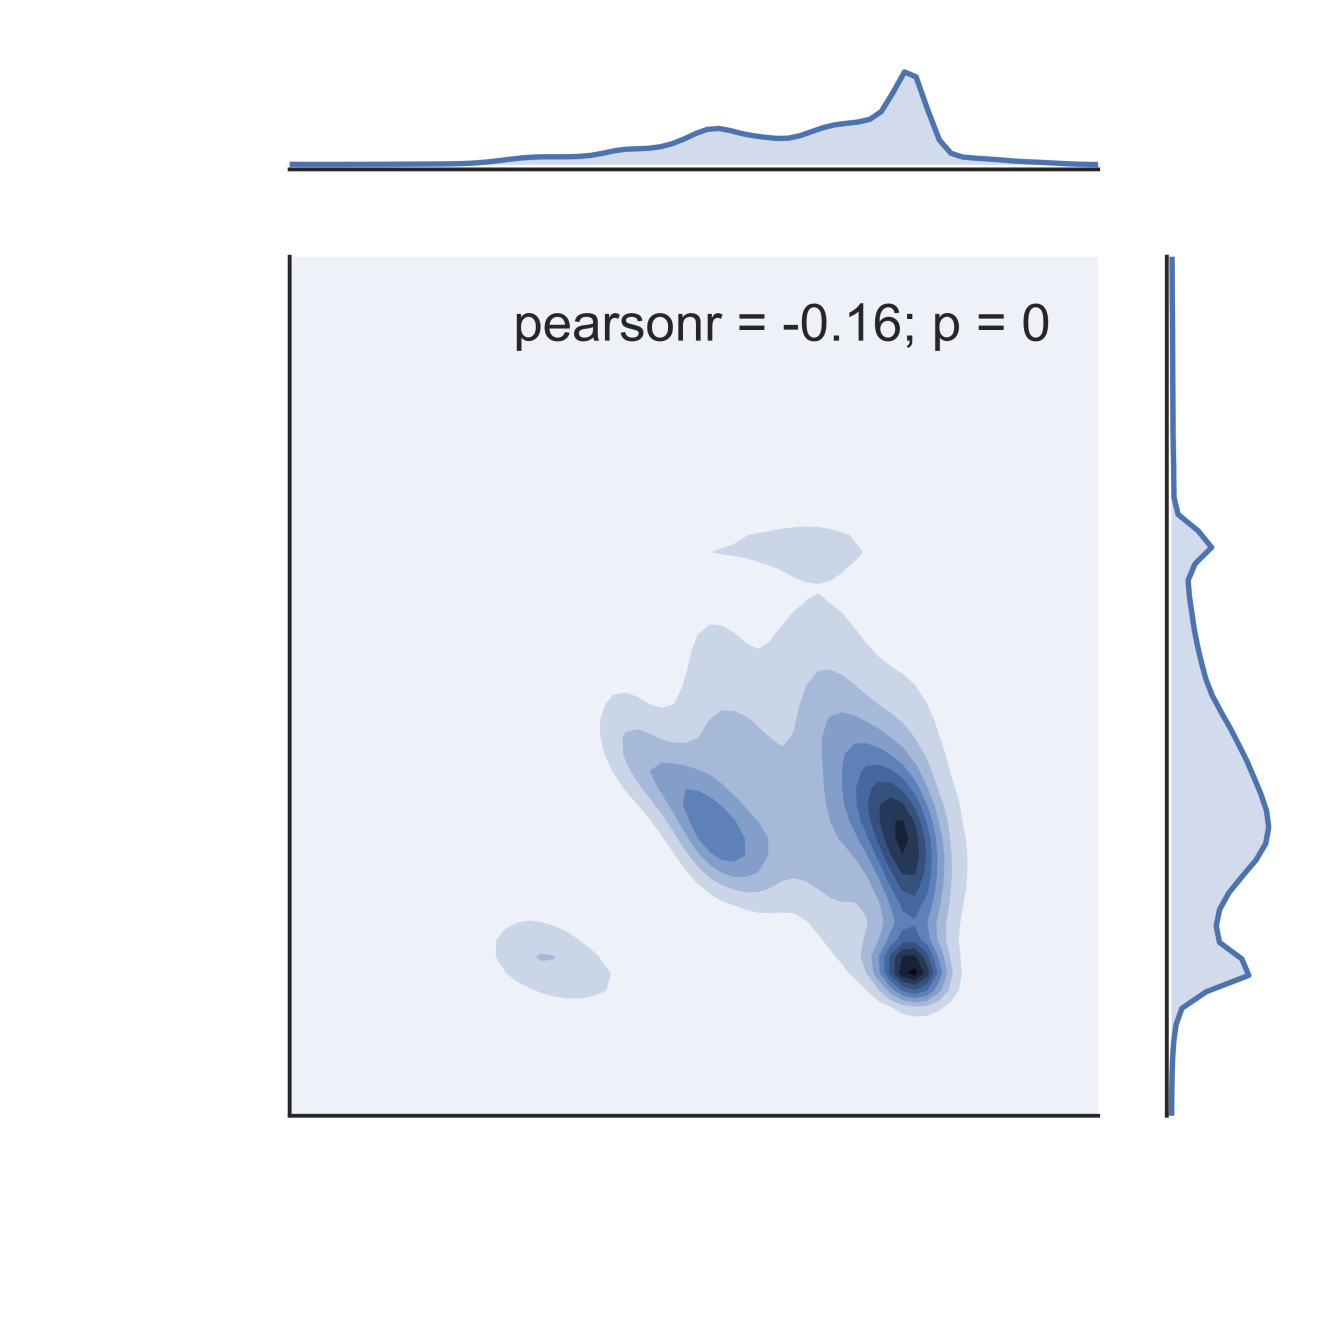 pearsonr = -0.16; p = 0